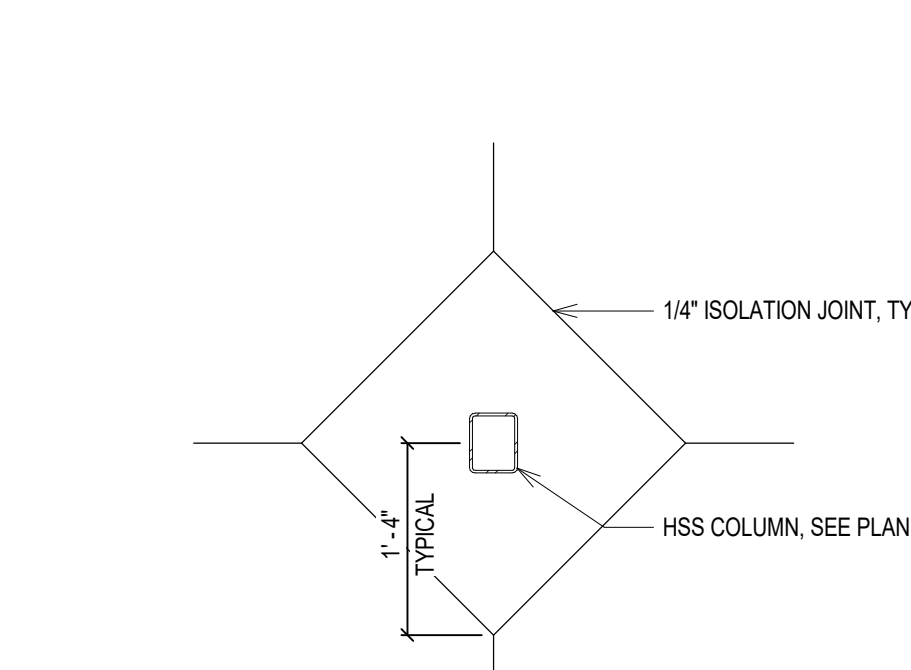 1/4" ISOLATION JOINT, TY
HSS COLUMN, SEE PLAN
1' - 4"
TYPICAL